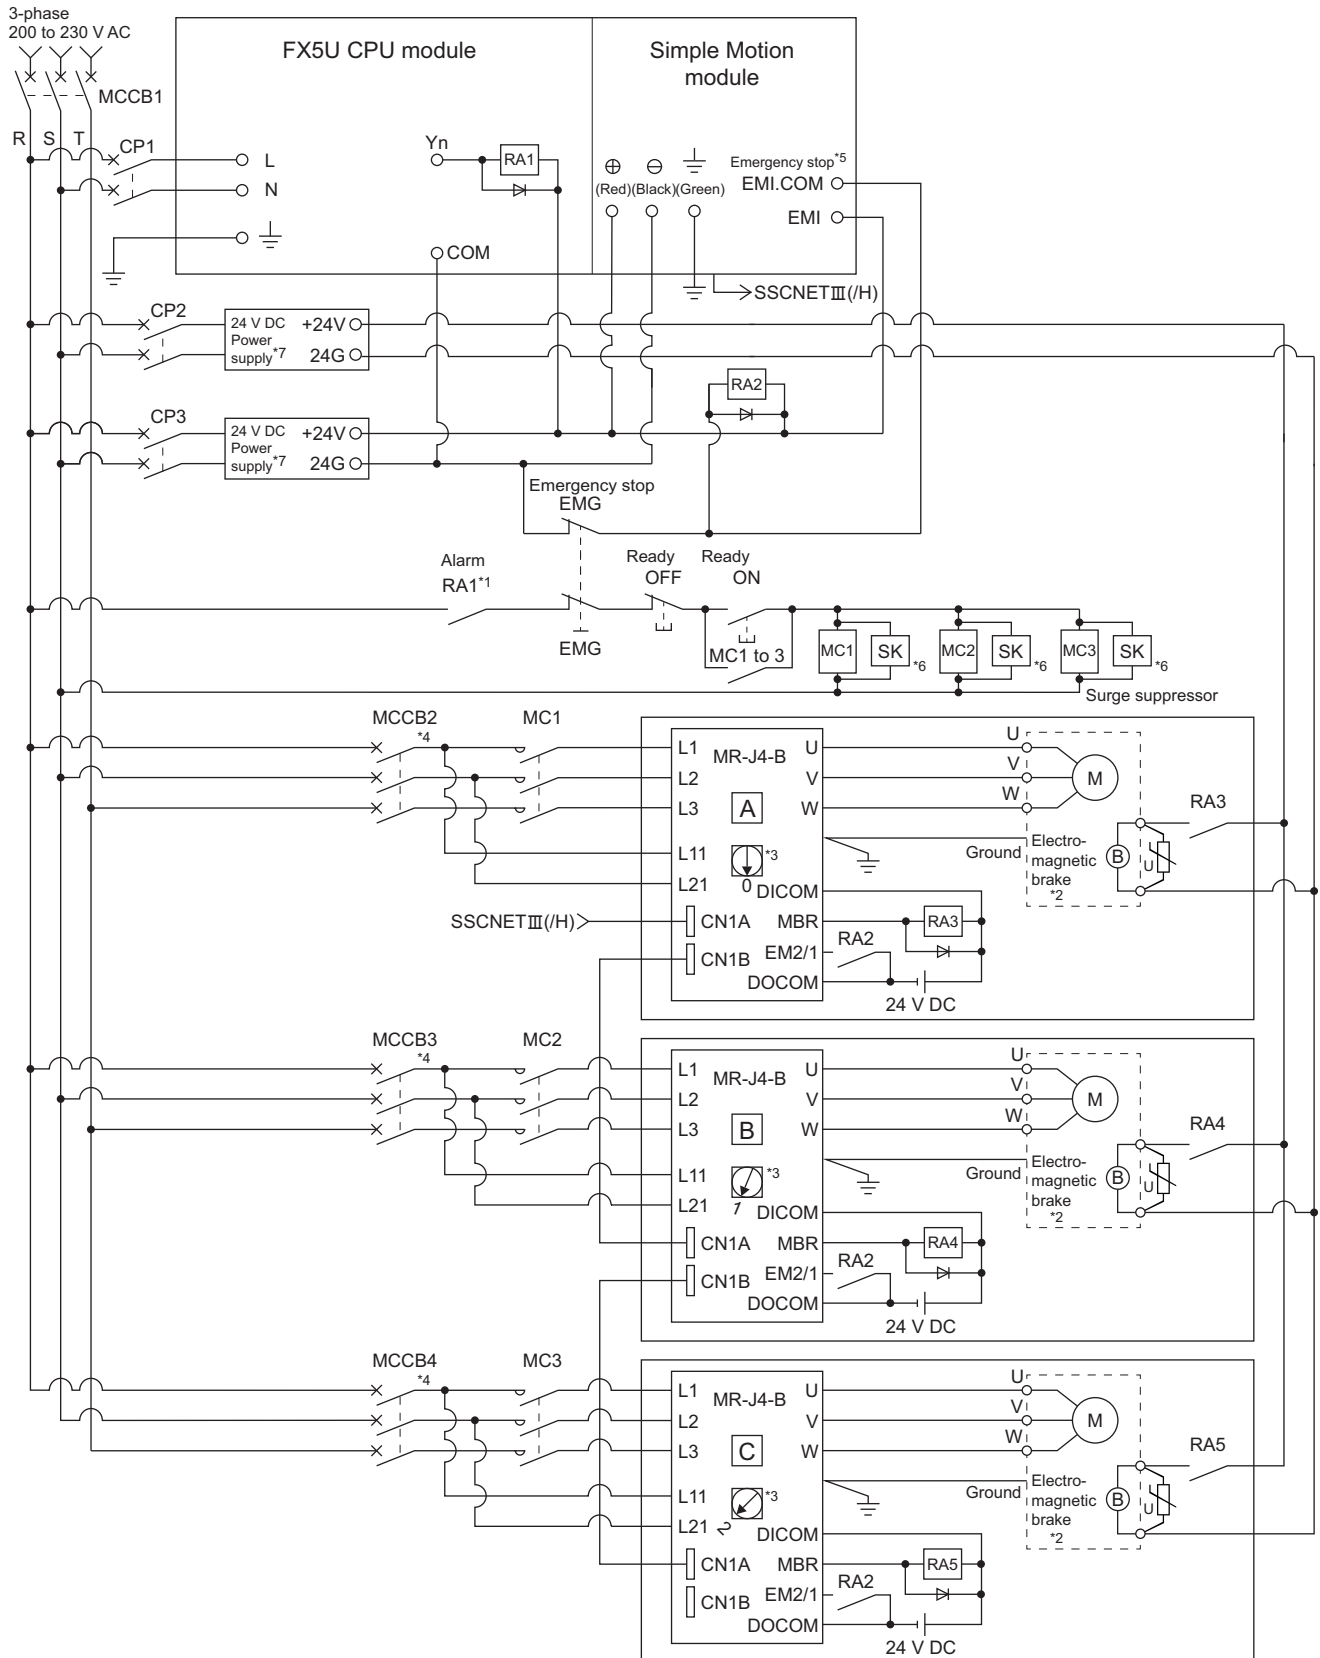 3-phase
200 to 230 V AC
MCCB1
R S T
FX5U CPU module
Simple Motion
module
CP1
L
N
Yn
RA1
COM
⊕ ⊖
(Red)(Black)(Green)
Emergency stop*5
EMI.COM
EMI
SSCNETⅢ(/H)
CP2
24 V DC
Power
supply*7
+24V
24G
RA2
CP3
24 V DC
Power
supply*7
+24V
24G
Emergency stop
EMG
Alarm
RA1*1
EMG
Ready
OFF
Ready
ON
MC1 to 3
MC1 SK *6
MC2 SK *6
MC3 SK *6
Surge suppressor
MCCB2
*4
MC1
L1
L2
L3
L11
L21
CN1A
CN1B
SSCNETⅢ(/H)
MR-J4-B
A
*3
0
U
V
W
DICOM
MBR
EM2/1
DOCOM
RA3
RA2
24 V DC
Ground
U
V
W
M
Electro-
magnetic
brake
*2
B
U
RA3
MCCB3
*4
MC2
L1
L2
L3
L11
L21
CN1A
CN1B
MR-J4-B
B
*3
1
U
V
W
DICOM
MBR
EM2/1
DOCOM
RA4
RA2
24 V DC
Ground
U
V
W
M
Electro-
magnetic
brake
*2
B
U
RA4
MCCB4
*4
MC3
L1
L2
L3
L11
L21
CN1A
CN1B
MR-J4-B
C
*3
2
U
V
W
DICOM
MBR
EM2/1
DOCOM
RA5
RA2
24 V DC
Ground
U
V
W
M
Electro-
magnetic
brake
*2
B
U
RA5